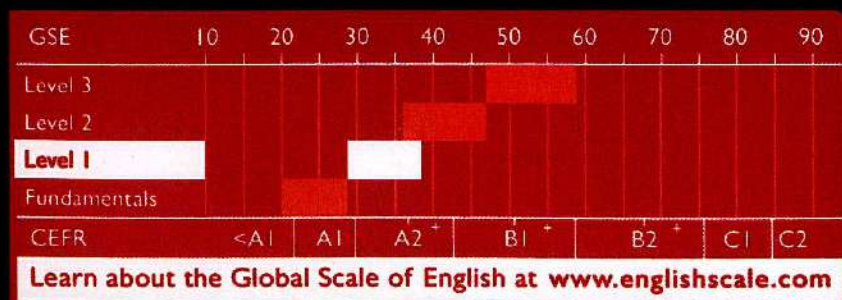 GSE 10 20 30 40 50 60 70 80 90
Level 3
Level 2
Level 1
Fundamentals
CEFR <A1 A1 A2+ B1+ B2+ C1 C2
Learn about the Global Scale of English at www.englishscale.com